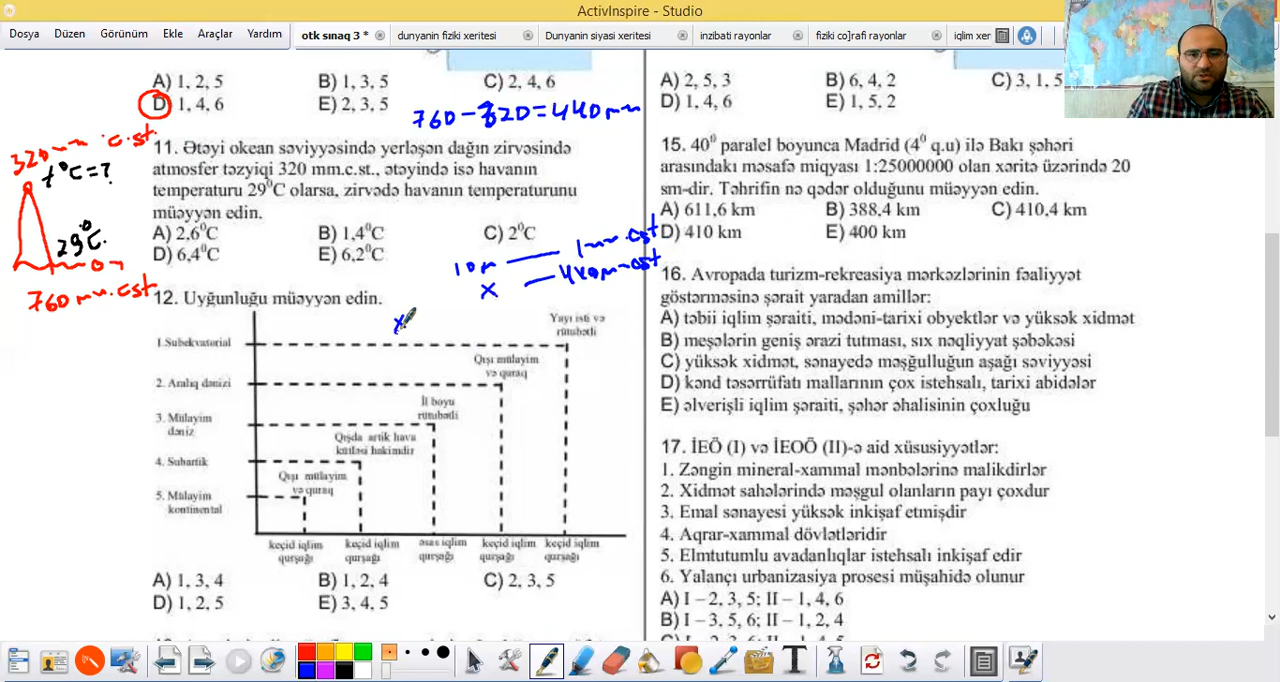 ActivInspire - Studio
Dosya Düzen Görünüm Ekle Araçlar Yardım
otk sınaq 3 *
dunyanin fiziki xeritesi
Dunyanin siyasi xeritesi
inzibati rayonlar
fiziki co]rafi rayonlar
iqlim xer
A) 1, 2, 5 B) 1, 3, 5 C) 2, 4, 6
D) 1, 4, 6 E) 2, 3, 5
760-320=440mm
11. Ətəyi okean səviyyəsində yerləşən dağın zirvəsində
atmosfer təzyiqi 320 mm.c.st., ətəyində isə havanın
temperaturu 29⁰C olarsa, zirvədə havanın temperaturunu
müəyyən edin.
A) 2,6⁰C B) 1,4⁰C C) 2⁰C
D) 6,4⁰C E) 6,2⁰C
320mm c.st.
t⁰C=?
29⁰C
0
760 mm.c.st.
10m 1mm.cst
x 440mm.cst
x
12. Uyğunluğu müəyyən edin.
1.Subekvatorial
2. Aralıq dənizi
3. Mülayim
dəniz
4. Subartik
5. Mülayim
kontinental
Yayı isti və
rütubətli
Qışı mülayim
və quraq
İl boyu
rütubətli
Qışda artik hava
kütləsi hakimdir
Qışı mülayim
və quraq
keçid iqlim
qurşağı
keçid iqlim
qurşağı
əsas iqlim
qurşağı
keçid iqlim
qurşağı
keçid iqlim
qurşağı
A) 1, 3, 4 B) 1, 2, 4 C) 2, 3, 5
D) 1, 2, 5 E) 3, 4, 5
A) 2, 5, 3 B) 6, 4, 2 C) 3, 1, 5
D) 1, 4, 6 E) 1, 5, 2
15. 40⁰ paralel boyunca Madrid (4⁰ q.u) ilə Bakı şəhəri
arasındakı məsafə miqyası 1:25000000 olan xəritə üzərində 20
sm-dir. Təhrifin nə qədər olduğunu müəyyən edin.
A) 611,6 km B) 388,4 km C) 410,4 km
D) 410 km E) 400 km
16. Avropada turizm-rekreasiya mərkəzlərinin fəaliyyət
göstərməsinə şərait yaradan amillər:
A) təbii iqlim şəraiti, mədəni-tarixi obyektlər və yüksək xidmət
B) meşələrin geniş ərazi tutması, sıx nəqliyyat şəbəkəsi
C) yüksək xidmət, sənayedə məşğulluğun aşağı səviyyəsi
D) kənd təsərrüfatı mallarının çox istehsalı, tarixi abidələr
E) əlverişli iqlim şəraiti, şəhər əhalisinin çoxluğu
17. İEÖ (I) və İEOÖ (II)-ə aid xüsusiyyətlər:
1. Zəngin mineral-xammal mənbələrinə malikdirlər
2. Xidmət sahələrində məşgul olanların payı çoxdur
3. Emal sənayesi yüksək inkişaf etmişdir
4. Aqrar-xammal dövlətləridir
5. Elmtutumlu avadanlıqlar istehsalı inkişaf edir
6. Yalançı urbanizasiya prosesi müşahidə olunur
A) I – 2, 3, 5; II – 1, 4, 6
B) I – 3, 5, 6; II – 1, 2, 4